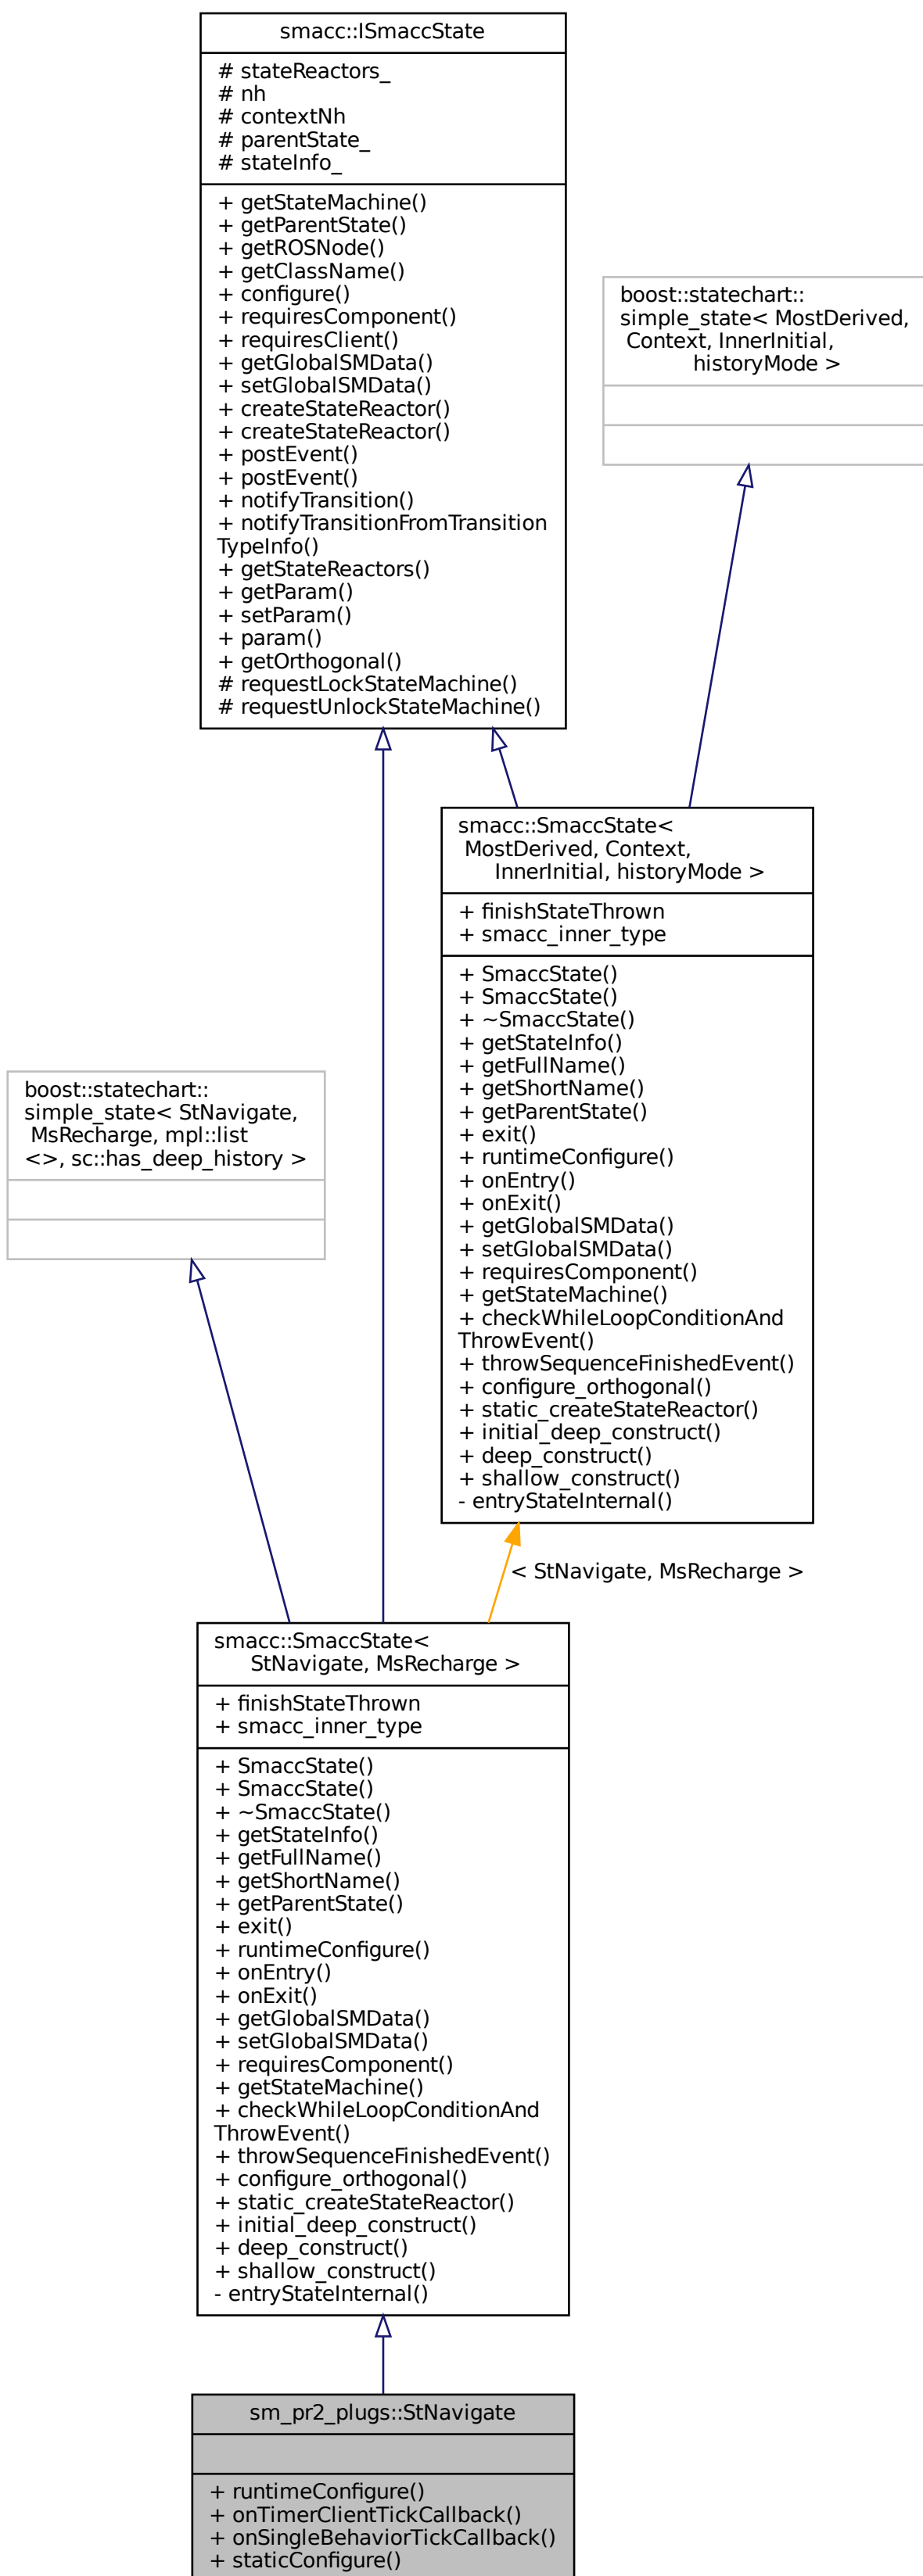 smacc::ISmaccState
# stateReactors_
# nh
# contextNh
# parentState_
# stateInfo_
+ getStateMachine()
+ getParentState()
+ getROSNode()
+ getClassName()
+ configure()
+ requiresComponent()
+ requiresClient()
+ getGlobalSMData()
+ setGlobalSMData()
+ createStateReactor()
+ createStateReactor()
+ postEvent()
+ postEvent()
+ notifyTransition()
+ notifyTransitionFromTransition
TypeInfo()
+ getStateReactors()
+ getParam()
+ setParam()
+ param()
+ getOrthogonal()
# requestLockStateMachine()
# requestUnlockStateMachine()
boost::statechart::
simple_state< MostDerived,
Context, InnerInitial,
historyMode >
smacc::SmaccState<
MostDerived, Context,
InnerInitial, historyMode >
+ finishStateThrown
+ smacc_inner_type
+ SmaccState()
+ SmaccState()
+ ~SmaccState()
+ getStateInfo()
+ getFullName()
+ getShortName()
+ getParentState()
+ exit()
+ runtimeConfigure()
+ onEntry()
+ onExit()
+ getGlobalSMData()
+ setGlobalSMData()
+ requiresComponent()
+ getStateMachine()
+ checkWhileLoopConditionAnd
ThrowEvent()
+ throwSequenceFinishedEvent()
+ configure_orthogonal()
+ static_createStateReactor()
+ initial_deep_construct()
+ deep_construct()
+ shallow_construct()
- entryStateInternal()
boost::statechart::
simple_state< StNavigate,
MsRecharge, mpl::list
<>, sc::has_deep_history >
< StNavigate, MsRecharge >
smacc::SmaccState<
StNavigate, MsRecharge >
+ finishStateThrown
+ smacc_inner_type
+ SmaccState()
+ SmaccState()
+ ~SmaccState()
+ getStateInfo()
+ getFullName()
+ getShortName()
+ getParentState()
+ exit()
+ runtimeConfigure()
+ onEntry()
+ onExit()
+ getGlobalSMData()
+ setGlobalSMData()
+ requiresComponent()
+ getStateMachine()
+ checkWhileLoopConditionAnd
ThrowEvent()
+ throwSequenceFinishedEvent()
+ configure_orthogonal()
+ static_createStateReactor()
+ initial_deep_construct()
+ deep_construct()
+ shallow_construct()
- entryStateInternal()
sm_pr2_plugs::StNavigate
+ runtimeConfigure()
+ onTimerClientTickCallback()
+ onSingleBehaviorTickCallback()
+ staticConfigure()